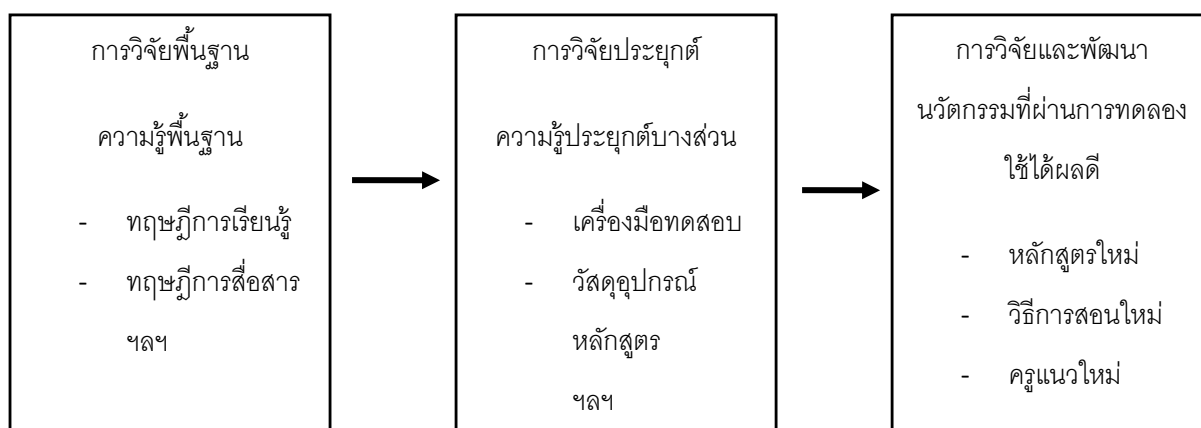 การวิจัยพื้นฐาน
ความรู้พื้นฐาน
- ทฤษฎีการเรียนรู้
- ทฤษฎีการสื่อสาร
ฯลฯ
การวิจัยประยุกต์
ความรู้ประยุกต์บางส่วน
- เครื่องมือทดสอบ
- วัสดุอุปกรณ์
หลักสูตร
ฯลฯ
การวิจัยและพัฒนา
นวัตกรรมที่ผ่านการทดลอง
ใช้ได้ผลดี
- หลักสูตรใหม่
- วิธีการสอนใหม่
- ครูแนวใหม่